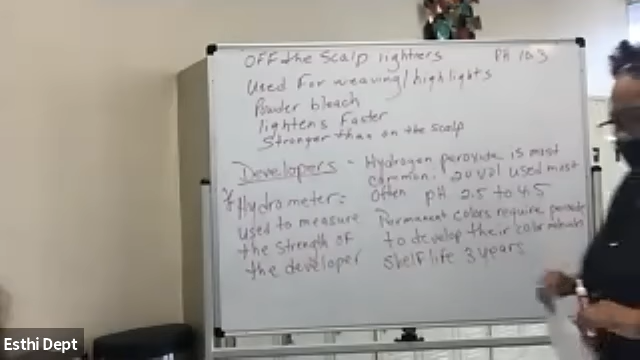 OFF the Scalp lightners PH 10.3
Used For weaving/highlights
Powder bleach
lightens Faster
Stronger than on the scalp
Developers - Hydrogen peroxide is most
common. 20 vol used most
Often pH 2.5 to 4.5
*Hydrometer:
used to measure
the strength of
the developer
Permanent colors require peroxide
to develop their color
Shelf life 3 years
Esthi Dept